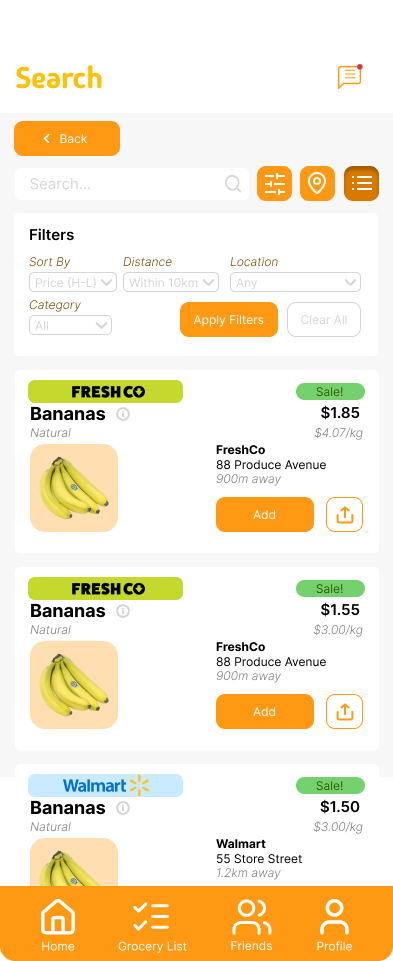 Search
Back
Search...
Filters
Sort By Distance Location
Price (H-L) Within 10km Any
Category
All
Apply Filters Clear All
FRESHCO Sale!
Bananas $1.85
Natural $4.07/kg
FreshCo
88 Produce Avenue
900m away
Add
FRESHCO Sale!
Bananas $1.55
Natural $3.00/kg
FreshCo
88 Produce Avenue
900m away
Add
Walmart Sale!
Bananas $1.50
Natural $3.00/kg
Walmart
55 Store Street
1.2km away
Home Grocery List Friends Profile